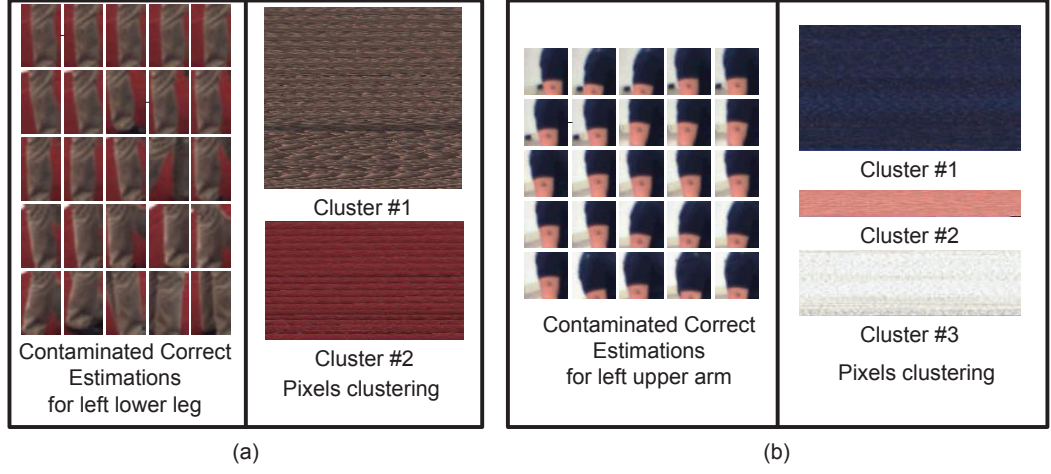 Contaminated Correct
Estimations
for left lower leg
Cluster #1
Cluster #2
Pixels clustering
(a)
Contaminated Correct
Estimations
for left upper arm
Cluster #1
Cluster #2
Cluster #3
Pixels clustering
(b)